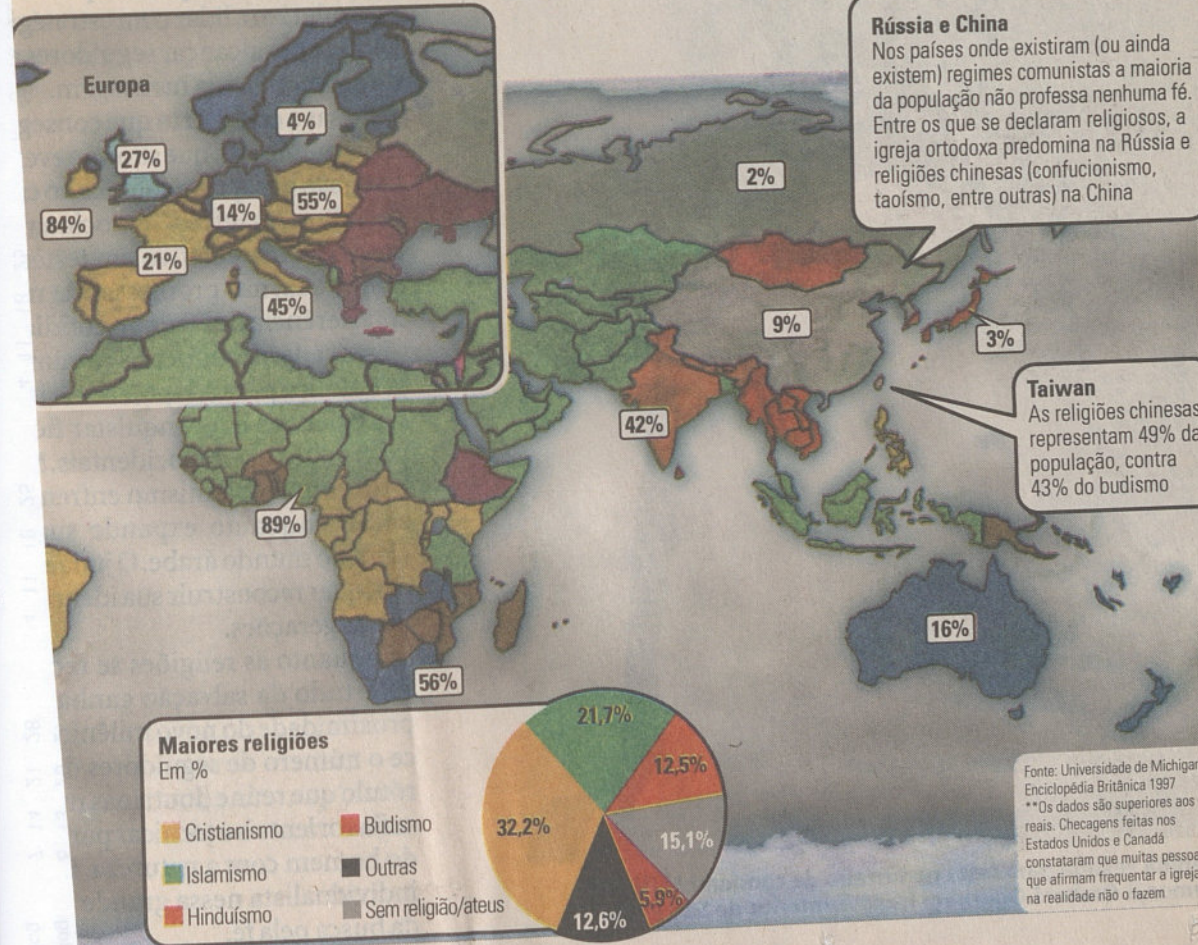 Europa
4%
27%
14%
55%
84%
21%
45%
Rússia e China
Nos países onde existiram (ou ainda
existem) regimes comunistas a maioria
da população não professa nenhuma fé.
Entre os que se declaram religiosos, a
igreja ortodoxa predomina na Rússia e
religiões chinesas (confucionismo,
taoísmo, entre outras) na China
2%
9%
3%
42%
Taiwan
As religiões chinesas
representam 49% da
população, contra
43% do budismo
89%
16%
56%
Maiores religiões
Em %
Cristianismo
Islamismo
Hinduísmo
Budismo
Outras
Sem religião/ateus
21,7%
12,5%
32,2%
15,1%
5,9%
12,6%
Fonte: Universidade de Michigan
Enciclopédia Britânica 1997
**Os dados são superiores aos
reais. Checagens feitas nos
Estados Unidos e Canadá
constataram que muitas pessoa
que afirmam frequentar a igreja
na realidade não o fazem